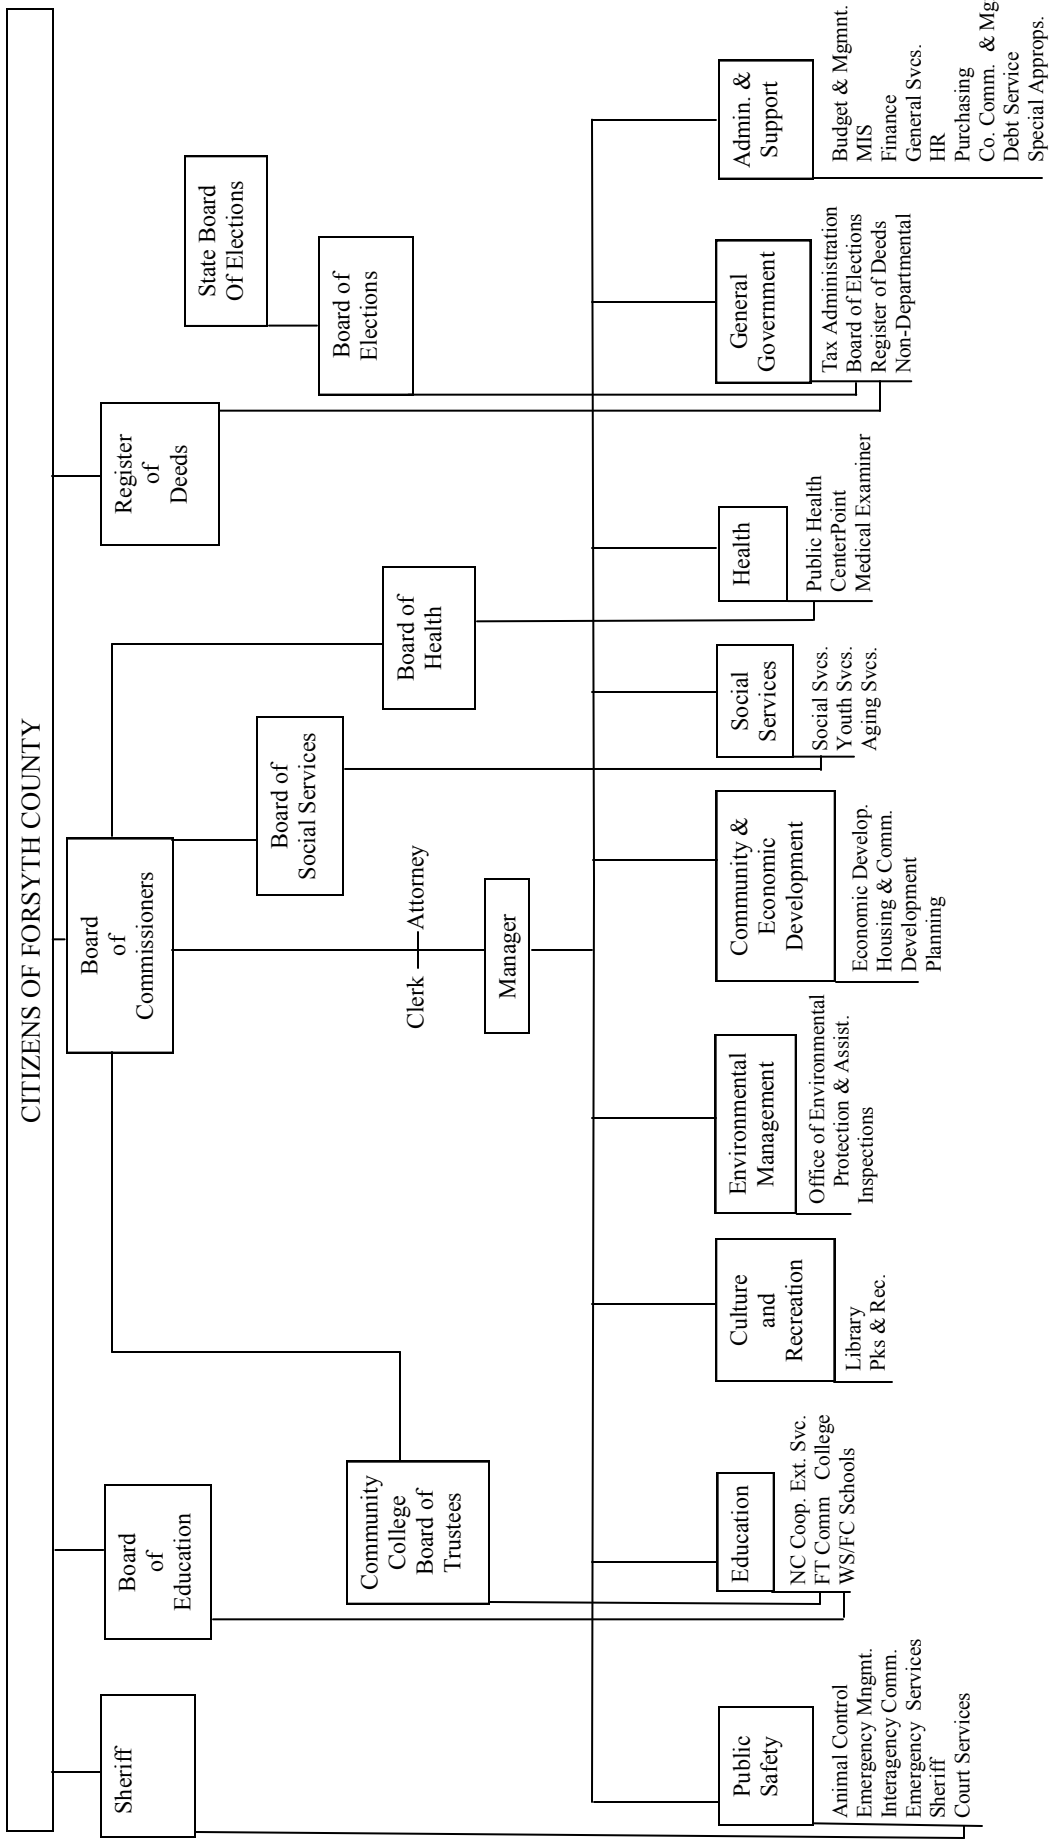 CITIZENS OF FORSYTH COUNTY
Sheriff
Board
of
Education
Board
of
Commissioners
Register
of
Deeds
State Board
Of Elections
Board of
Social Services
Board of
Elections
Community
College
Board of
Trustees
Board of
Health
Clerk
Attorney
Manager
Public
Safety
Animal Control
Emergency Mngmt.
Interagency Comm.
Emergency Services
Sheriff
Court Services
Education
NC Coop. Ext. Svc.
FT Comm College
WS/FC Schools
Culture
and
Recreation
Library
Pks & Rec.
Environmental
Management
Office of Environmental
Protection & Assist.
Inspections
Community &
Economic
Development
Economic Develop.
Housing & Comm.
Development
Planning
Social
Services
Social Svcs.
Youth Svcs.
Aging Svcs.
Health
Public Health
CenterPoint
Medical Examiner
General
Government
Tax Administration
Board of Elections
Register of Deeds
Non-Departmental
Admin. &
Support
Budget & Mgmnt.
MIS
Finance
General Svcs.
HR
Purchasing
Co. Comm. & Mg
Debt Service
Special Approps.